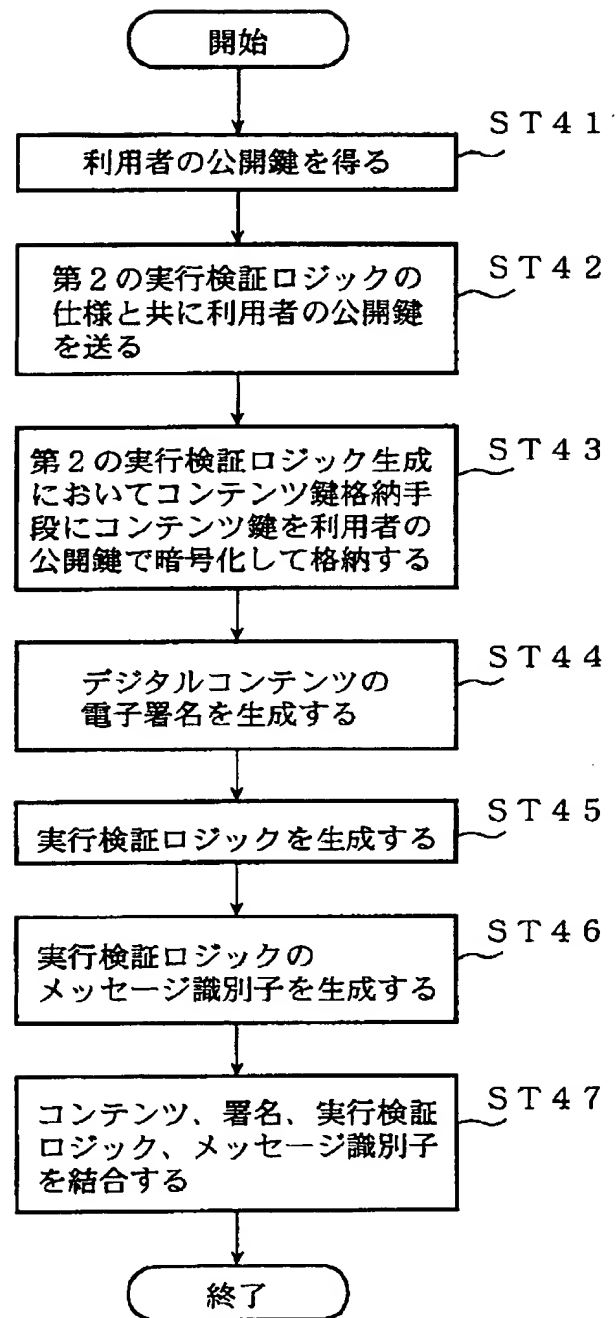 開始
ST41
利用者の公開鍵を得る
ST42
第2の実行検証ロジックの
仕様と共に利用者の公開鍵
を送る
ST43
第2の実行検証ロジック生成
においてコンテンツ鍵格納手
段にコンテンツ鍵を利用者の
公開鍵で暗号化して格納する
ST44
デジタルコンテンツの
電子署名を生成する
ST45
実行検証ロジックを生成する
ST46
実行検証ロジックの
メッセージ識別子を生成する
ST47
コンテンツ、署名、実行検証
ロジック、メッセージ識別子
を結合する
終了